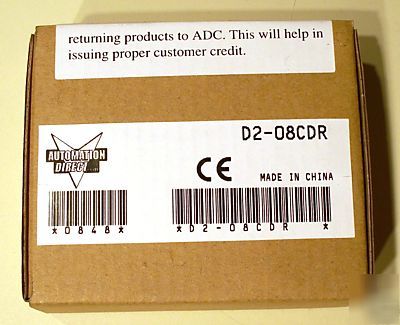 returning products to ADC. This will help in
issuing proper customer credit.
D2-08CDR
AUTOMATION
DIRECT
CE
MADE IN CHINA
*0848*
*D2-08CDR *